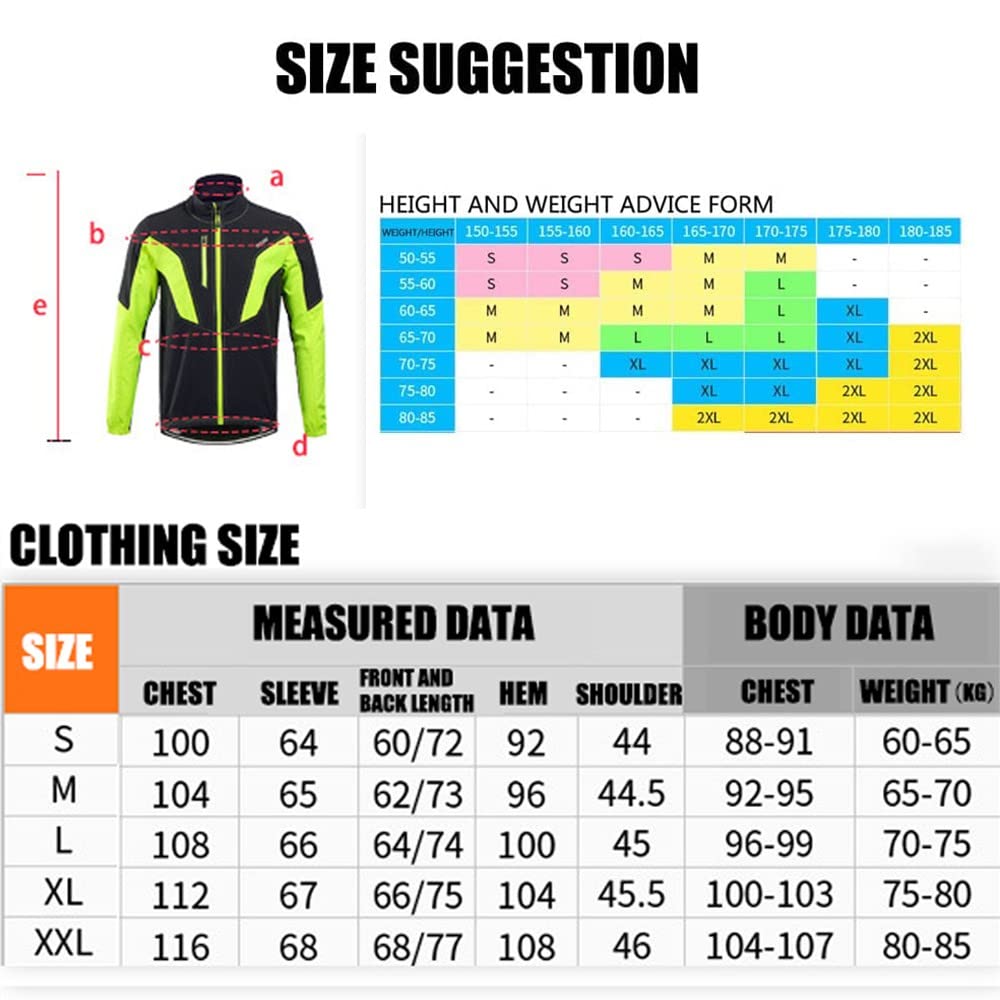 SIZE SUGGESTION
a
b
c
d
e
HEIGHT AND WEIGHT ADVICE FORM
WEIGHT/HEIGHT 150-155 155-160 160-165 165-170 170-175 175-180 180-185
50-55 S S S M M - -
55-60 S S M M L - -
60-65 M M M M L XL -
65-70 M M L L L XL 2XL
70-75 - - XL XL XL XL 2XL
75-80 - - - XL XL 2XL 2XL
80-85 - - - 2XL 2XL 2XL 2XL
CLOTHING SIZE
SIZE MEASURED DATA BODY DATA
CHEST SLEEVE FRONT AND BACK LENGTH HEM SHOULDER CHEST WEIGHT (KG)
S 100 64 60/72 92 44 88-91 60-65
M 104 65 62/73 96 44.5 92-95 65-70
L 108 66 64/74 100 45 96-99 70-75
XL 112 67 66/75 104 45.5 100-103 75-80
XXL 116 68 68/77 108 46 104-107 80-85